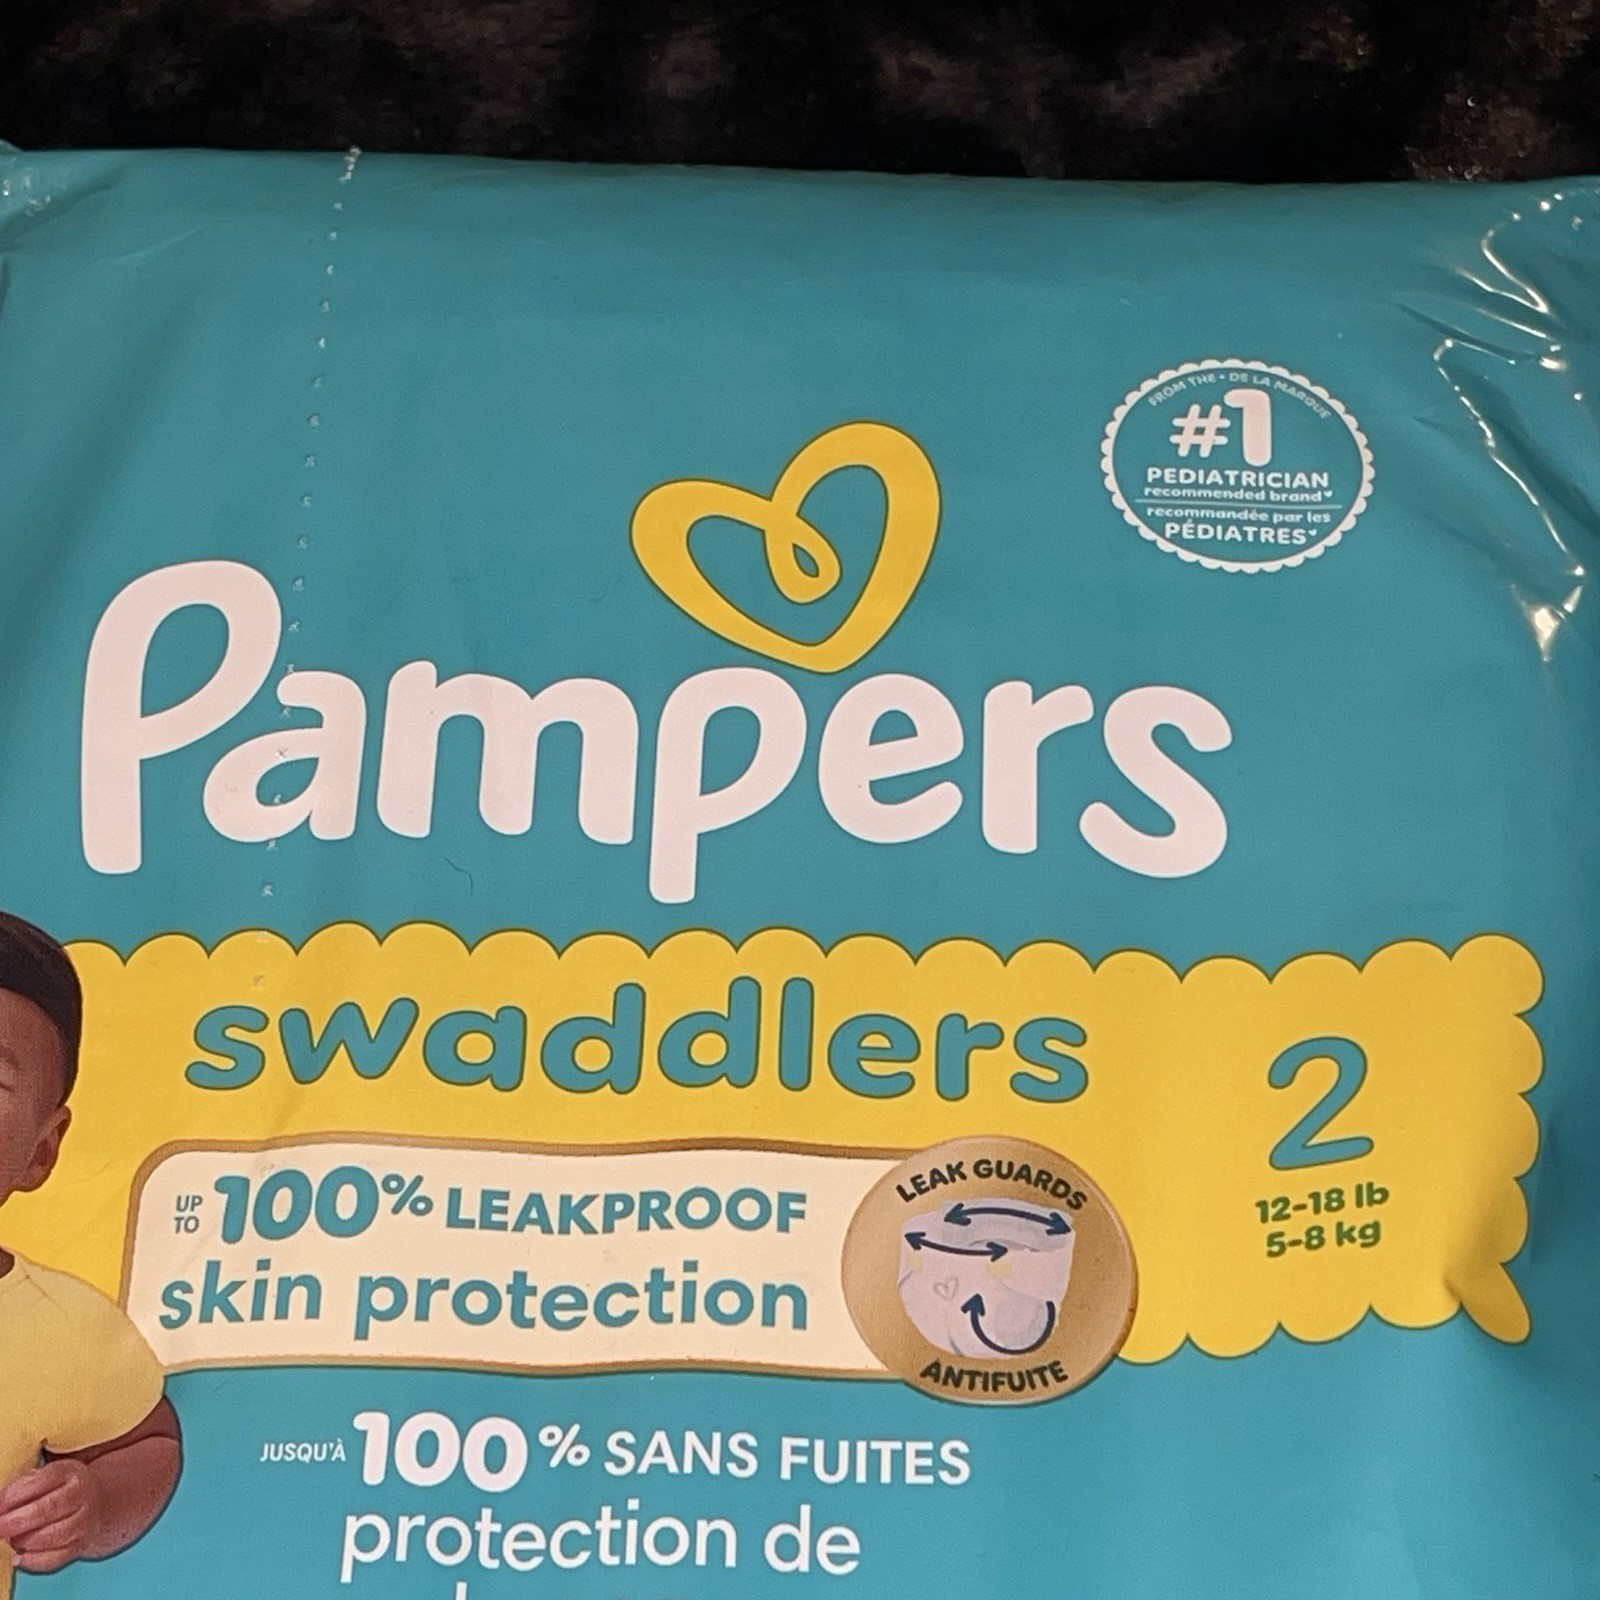 FROM THE • DE LA MARQUE
#1
PEDIATRICIAN
recommended brand♥
recommandée par les
PÉDIATRES♥
Pampers
swaddlers
2
12-18 lb
5-8 kg
UP TO 100% LEAKPROOF
skin protection
LEAK GUARDS
ANTIFUITE
JUSQU'À 100% SANS FUITES
protection de